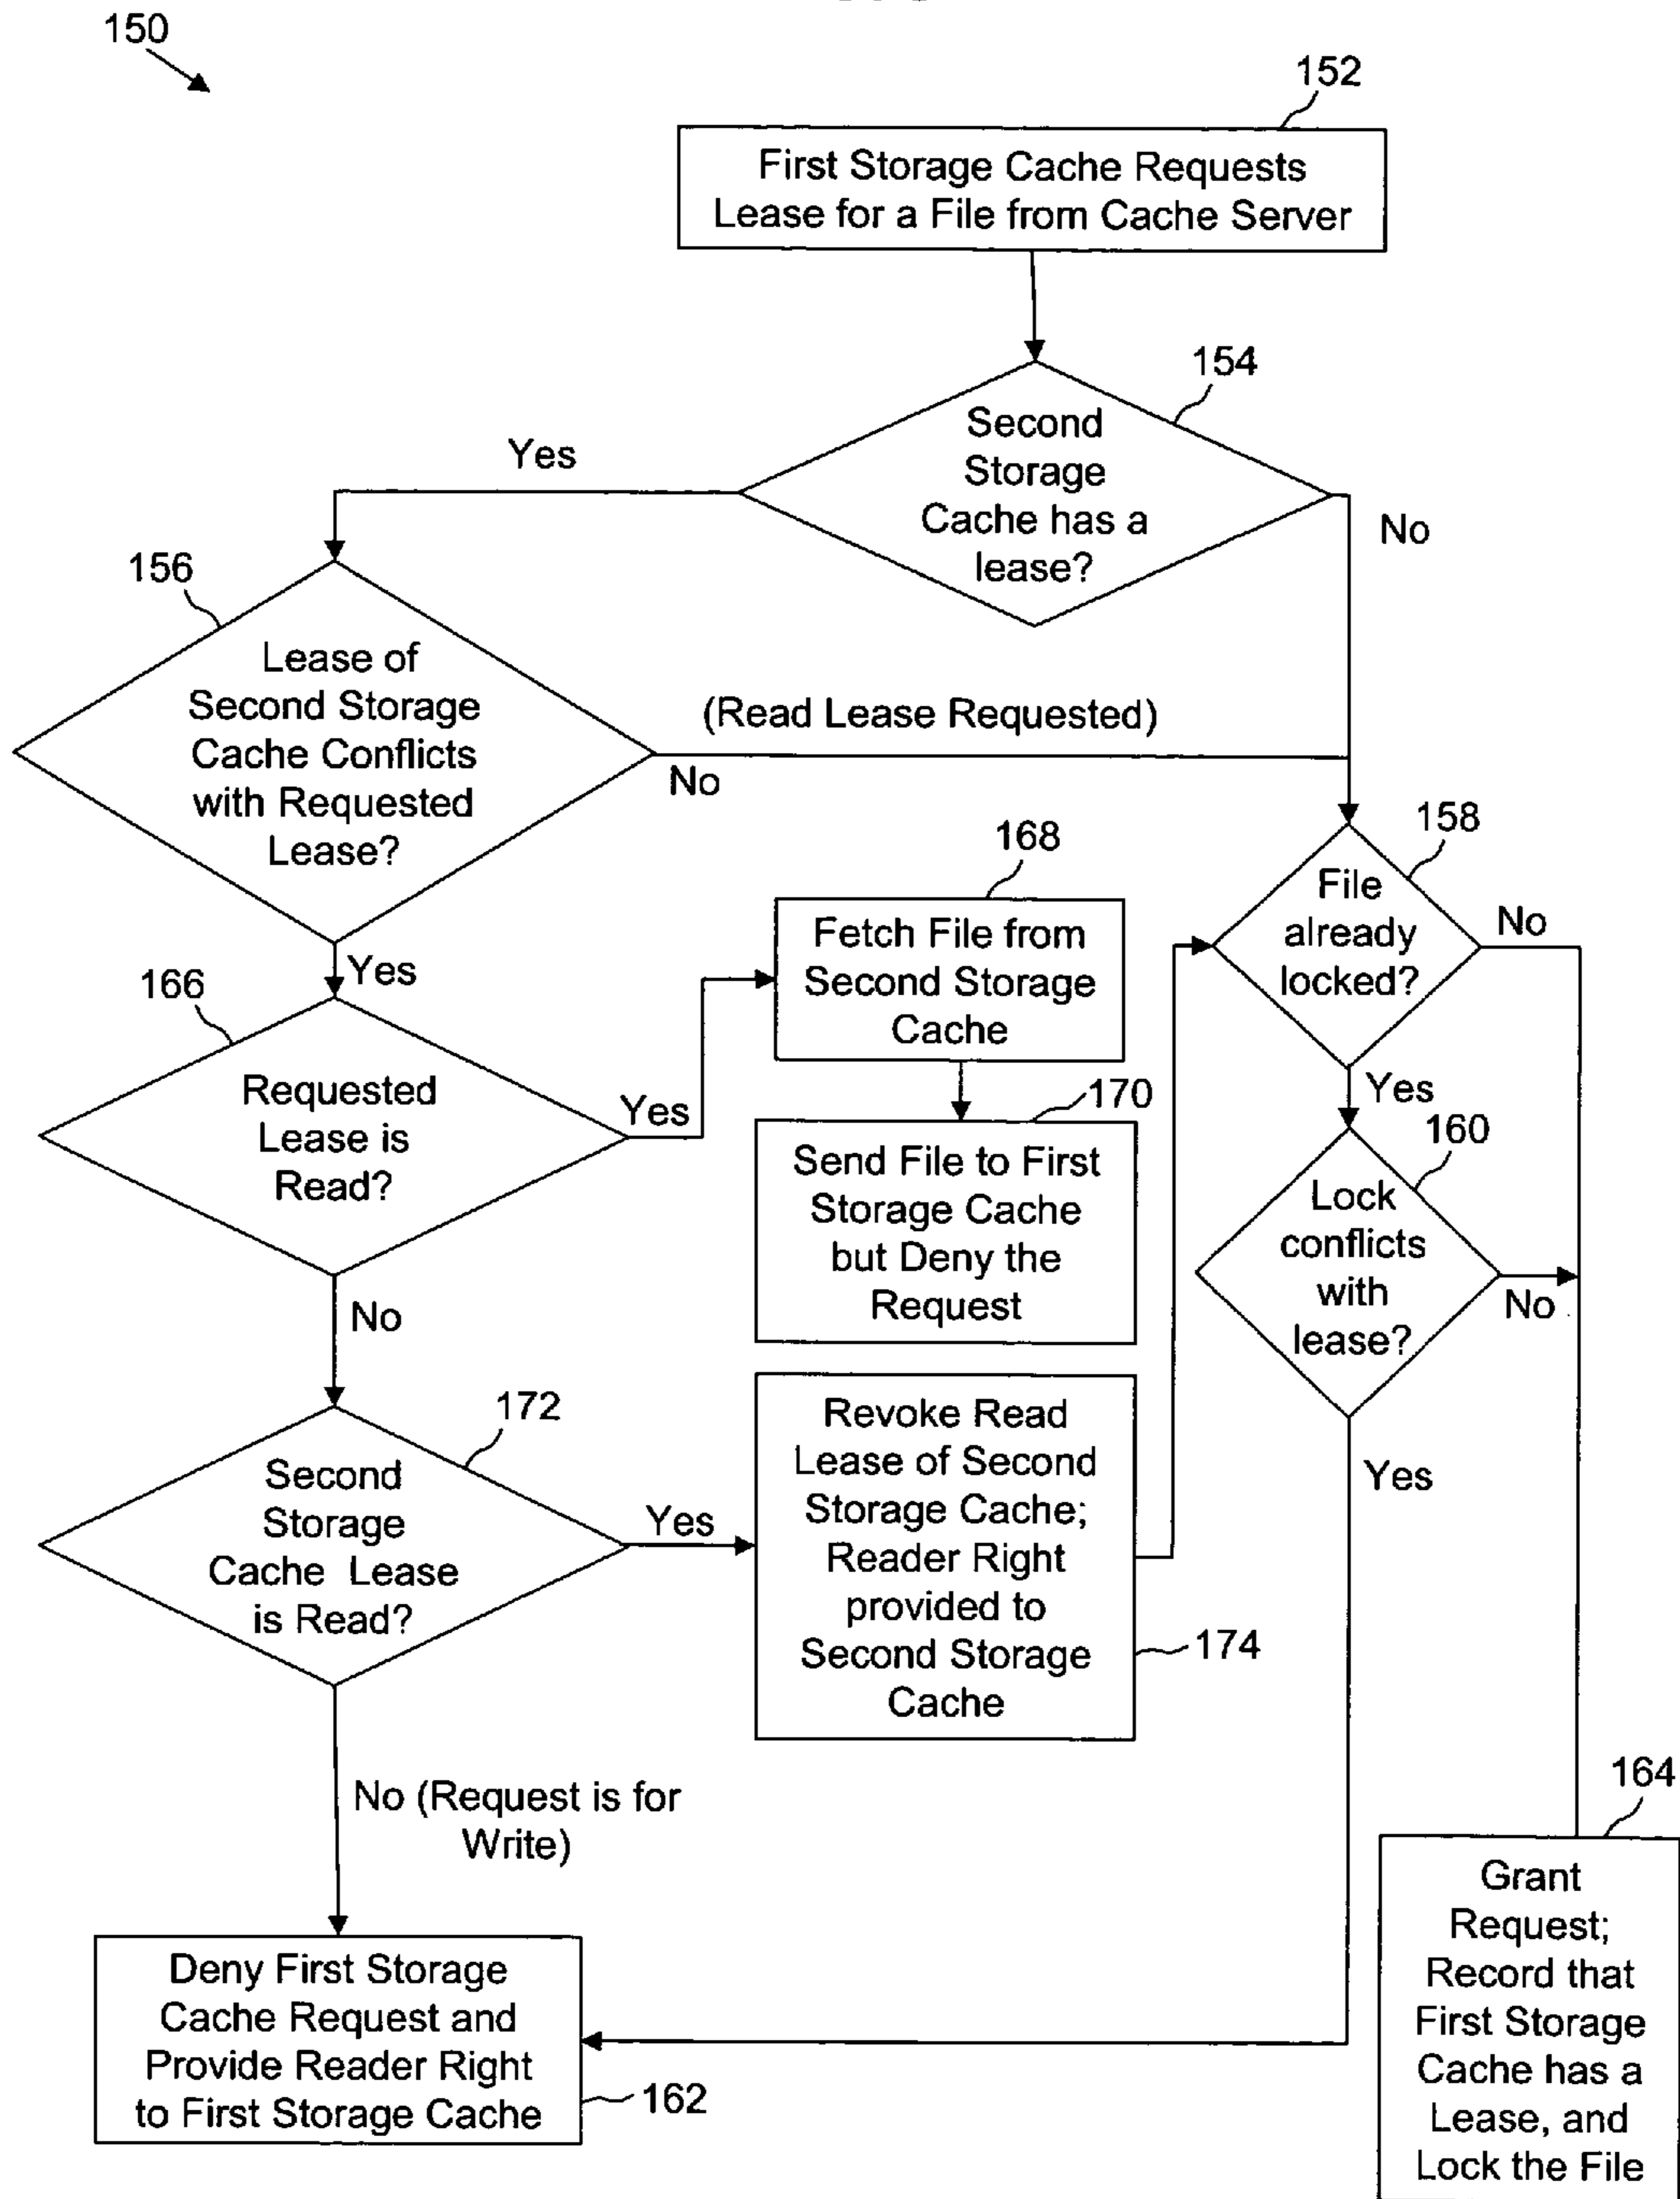 150
152
First Storage Cache Requests
Lease for a File from Cache Server
154
Second
Storage
Cache has a
lease?
Yes
No
156
Lease of
Second Storage
Cache Conflicts
with Requested
Lease?
(Read Lease Requested)
No
158
File
already
locked?
No
Yes
168
Fetch File from
Second Storage
Cache
Yes
166
Requested
Lease is
Read?
Yes
170
Send File to First
Storage Cache
but Deny the
Request
160
Lock
conflicts
with
lease?
No
Yes
No
172
Second
Storage
Cache Lease
is Read?
Yes
Revoke Read
Lease of Second
Storage Cache;
Reader Right
provided to
Second Storage
Cache
174
No (Request is for
Write)
164
Grant
Request;
Record that
First Storage
Cache has a
Lease, and
Lock the File
Deny First Storage
Cache Request and
Provide Reader Right
to First Storage Cache
162